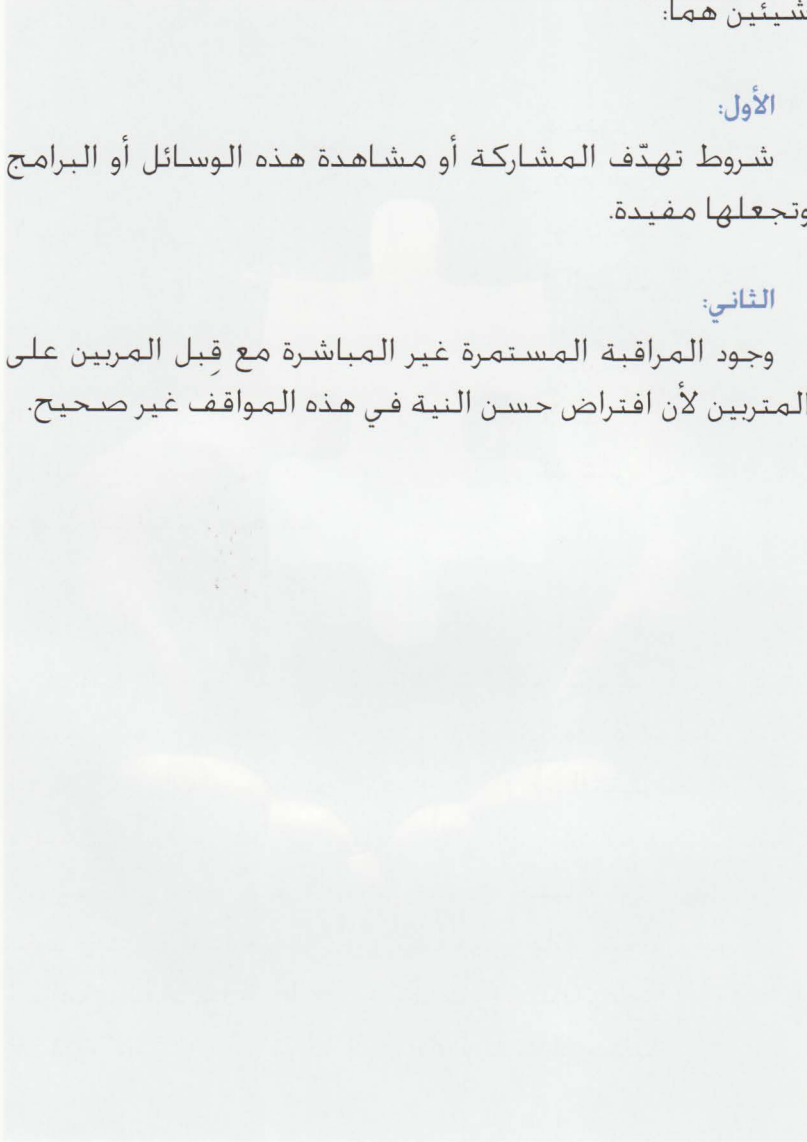 شيئين هما:
الأول:
شروط تهدّف المشاركة أو مشاهدة هذه الوسائل أو البرامج
وتجعلها مفيدة.
الثاني:
وجود المراقبة المستمرة غير المباشرة مع قِبل المربين على
المتربين لأن افتراض حسن النية في هذه المواقف غير صحيح.